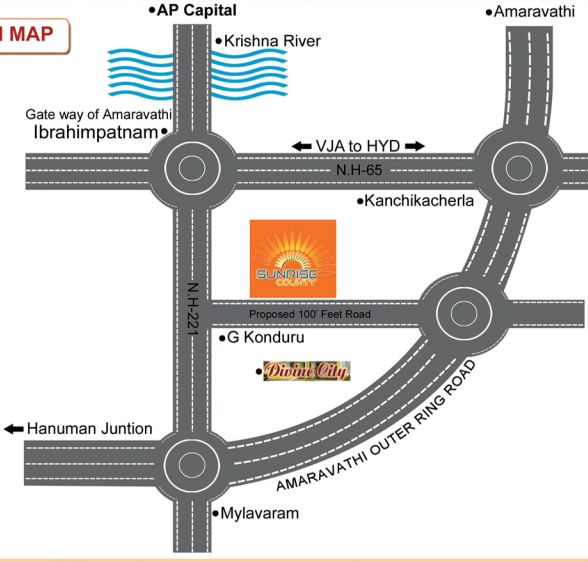 MAP
AP Capital
Amaravathi
Krishna River
Gate way of Amaravathi
Ibrahimpatnam
VJA to HYD
N.H-65
Kanchikacherla
SUNRISE
COUNTY
N.H-221
Proposed 100' Feet Road
G Konduru
Divine City
AMARAVATHI OUTER RING ROAD
Hanuman Juntion
Mylavaram